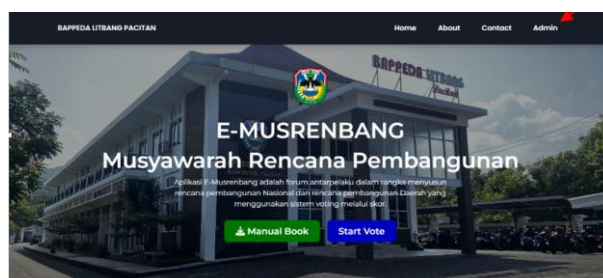 BAPPEDA LITBANG PACITAN
Home About Contact Admin
BAPPEDA LITBANG
Pacitan
E-MUSRENBANG
Musyawarah Rencana Pembangunan
Aplikasi E-Musrenbang adalah forum antarpelaku dalam rangka menyusun
rencana pembangunan Nasional dan rencana pembangunan Daerah yang
menggunakan sistem voting melalui skor.
Manual Book Start Vote